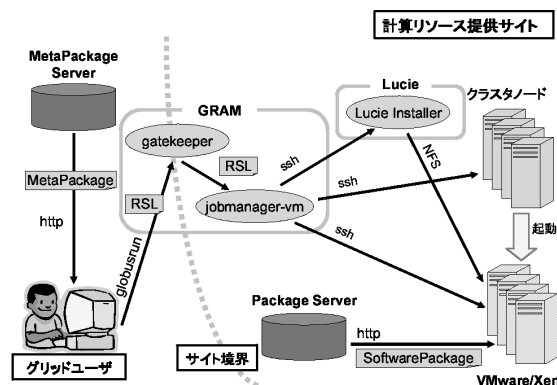 計算リソース提供サイト
MetaPackage
Server
Lucie
クラスタノード
GRAM
Lucie Installer
gatekeeper
RSL
ssh
NFS
MetaPackage
RSL
jobmanager-vm
ssh
http
globusrun
ssh
起動
Package Server
http
グリッドユーザ
サイト境界
SoftwarePackage
VMware/Xen